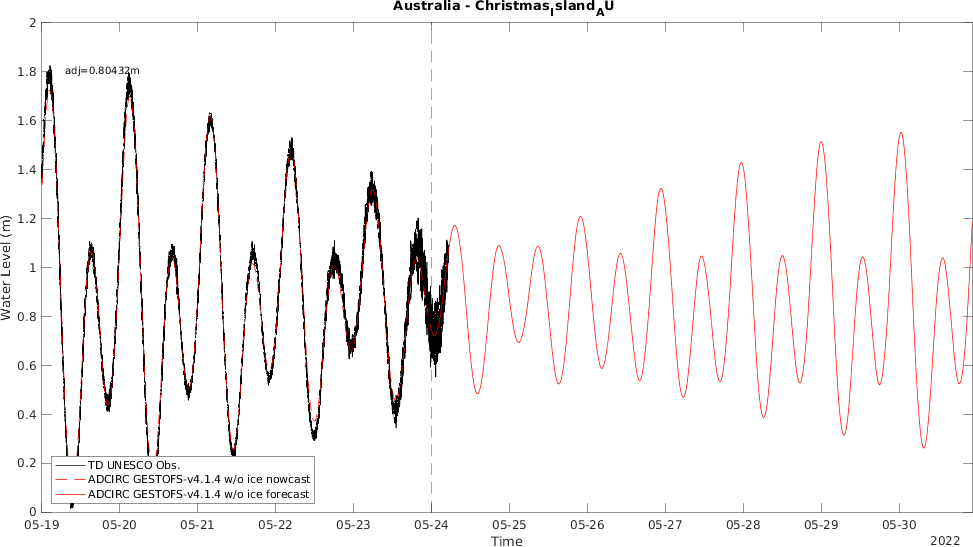 Australia - Christmas_Island_AU
2
1.8
1.6
1.4
1.2
1
0.8
0.6
0.4
0.2
0
Water Level (m)
adj=0.80432m
TD UNESCO Obs.
ADCIRC GESTOFS-v4.1.4 w/o ice nowcast
ADCIRC GESTOFS-v4.1.4 w/o ice forecast
05-19 05-20 05-21 05-22 05-23 05-24 05-25 05-26 05-27 05-28 05-29 05-30
Time
2022